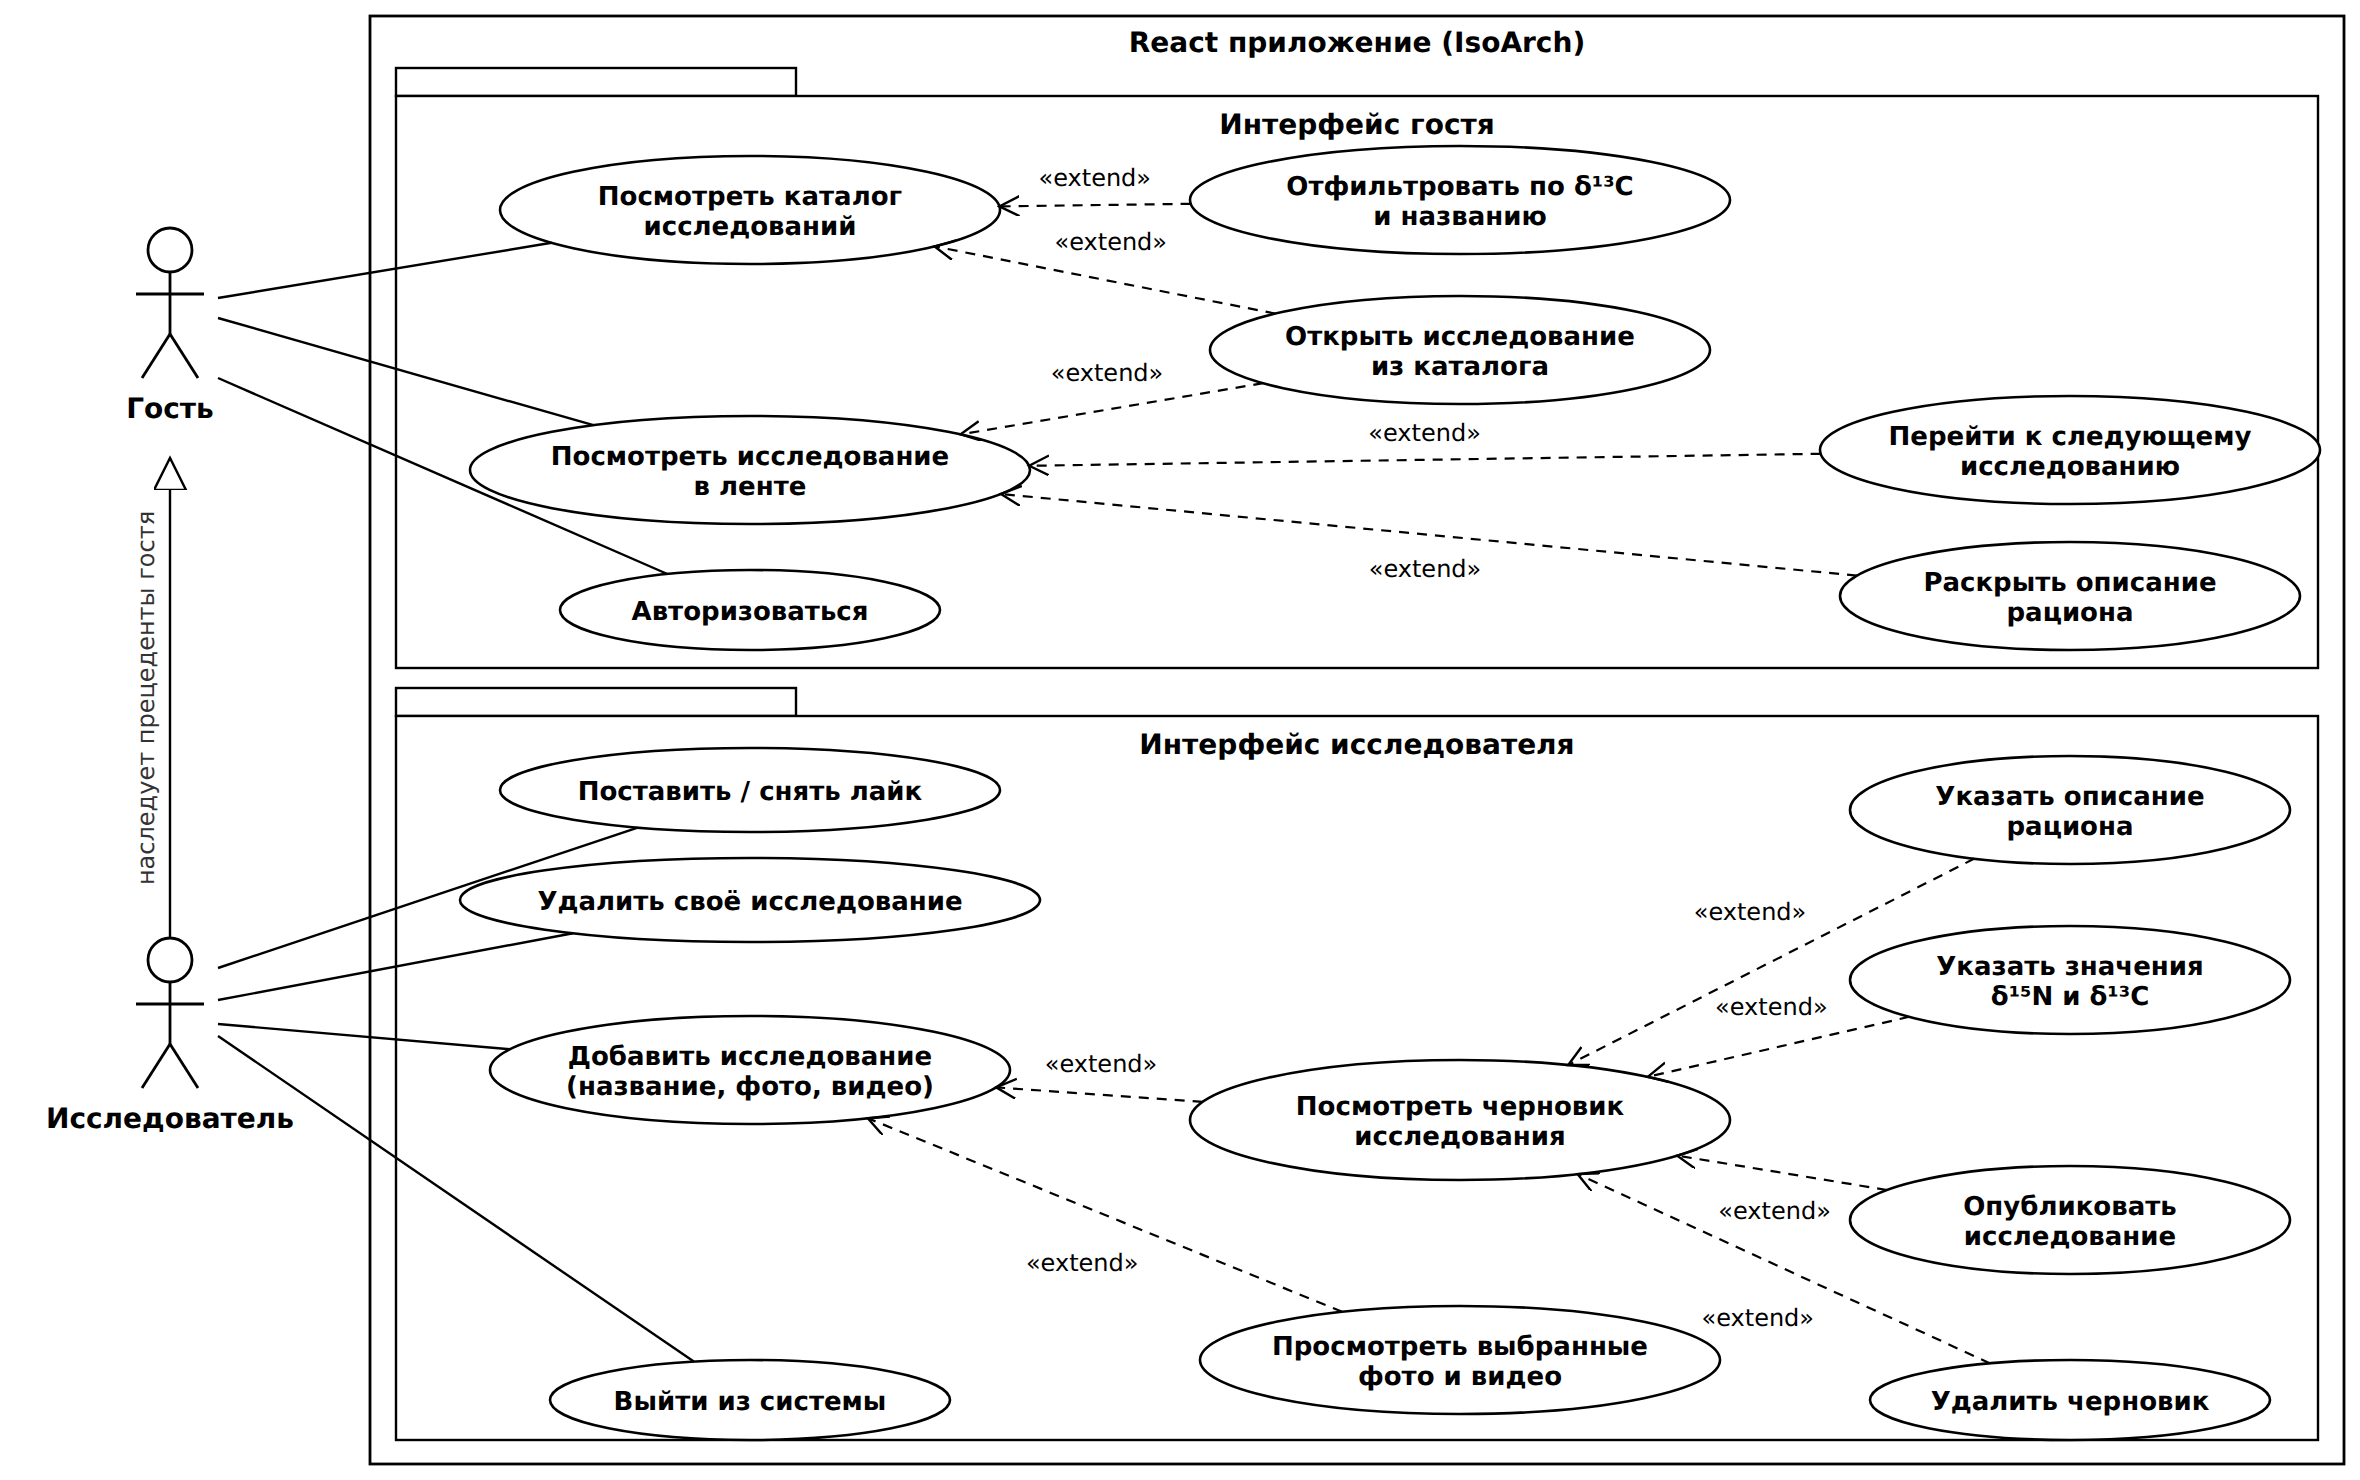 React приложение (IsoArch)
Интерфейс гостя
Посмотреть каталог
исследований
«extend»
Отфильтровать по δ¹³C
и названию
«extend»
Открыть исследование
из каталога
Гость
«extend»
Посмотреть исследование
в ленте
«extend»
Перейти к следующему
исследованию
«extend»
Раскрыть описание
рациона
Авторизоваться
наследует прецеденты гостя
Интерфейс исследователя
Поставить / снять лайк
Указать описание
рациона
Удалить своё исследование
«extend»
Указать значения
δ¹⁵N и δ¹³C
«extend»
Исследователь
Добавить исследование
(название, фото, видео)
«extend»
Посмотреть черновик
исследования
«extend»
Опубликовать
исследование
«extend»
Просмотреть выбранные
фото и видео
«extend»
Выйти из системы
Удалить черновик